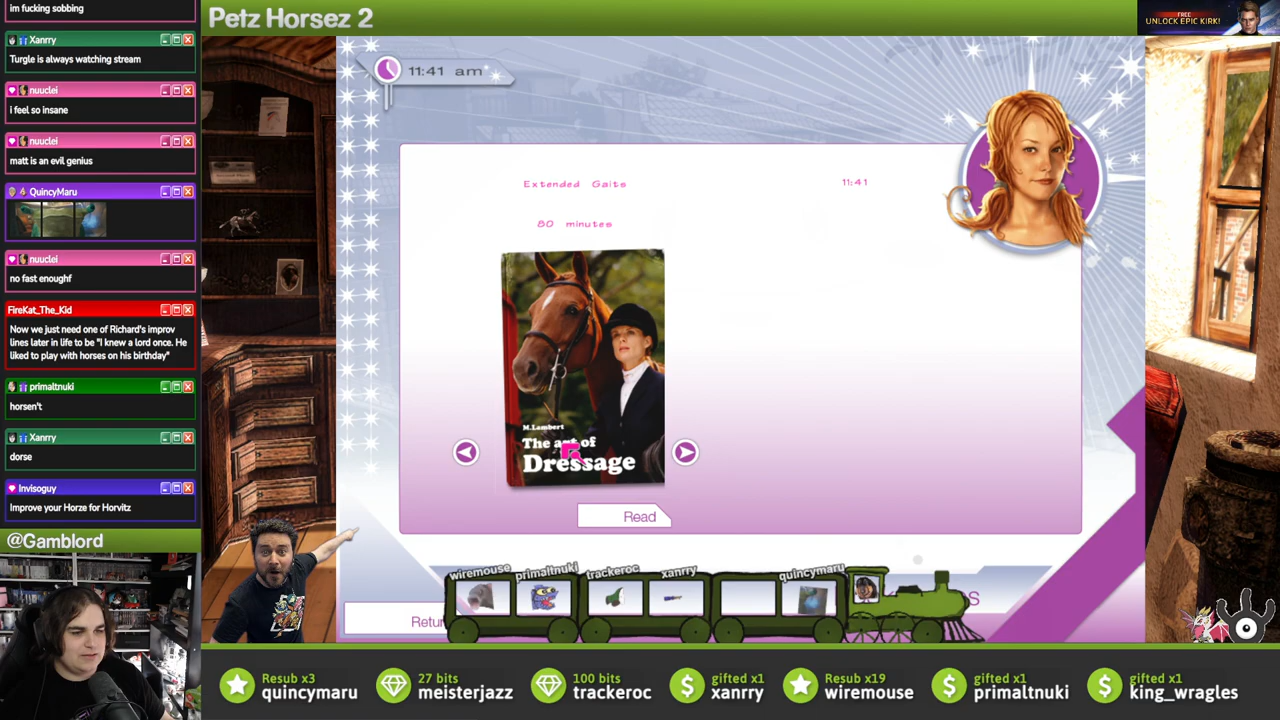 Petz Horsez 2
FREE
UNLOCK EPIC KIRK!
im fucking sobbing
Xanrry
Turgle is always watching stream
nuuclei
i feel so insane
nuuclei
matt is an evil genius
4 QuincyMaru
nuuclei
no fast enoughf
FireKat_The_Kid
Now we just need one of Richard's improv
lines later in life to be "I knew a lord once. He
liked to play with horses on his birthday"
primaltnuki
horsen't
Xanrry
dorse
Invisoguy
Improve your Horze for Horvitz
@Gamblord
11:41 am
Extended Gaits
11:41
80 minutes
M.Lambert
The art of
Dressage
Read
Retur
wiremouse
primaltnuki
trackeroc
xanrry
quincymaru
S
Resub x3
quincymaru
27 bits
meisterjazz
100 bits
trackeroc
gifted x1
xanrry
Resub x19
wiremouse
gifted x1
primaltnuki
gifted x1
king_wragles